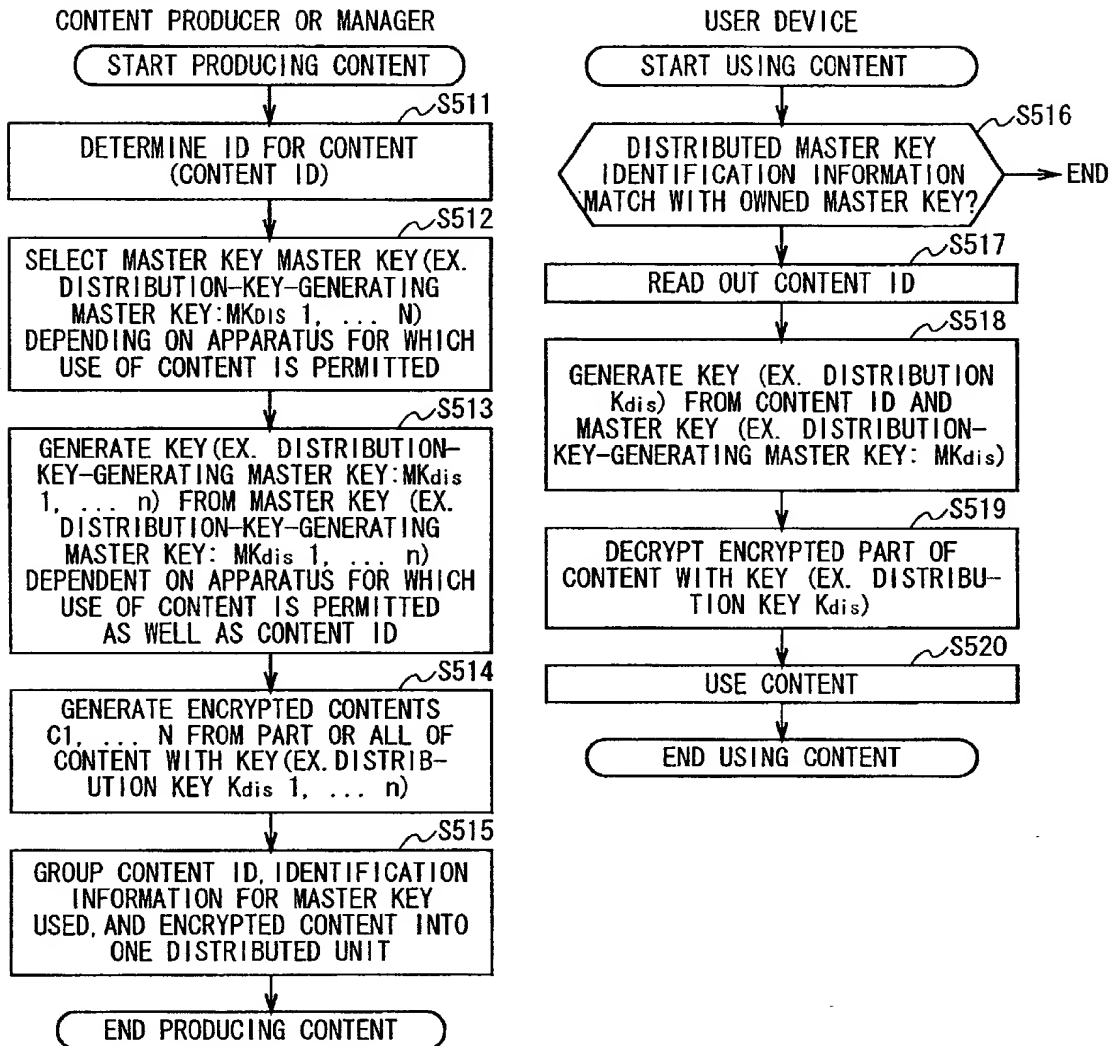 CONTENT PRODUCER OR MANAGER
START PRODUCING CONTENT
S511
DETERMINE ID FOR CONTENT
(CONTENT ID)
S512
SELECT MASTER KEY MASTER KEY(EX.
DISTRIBUTION-KEY-GENERATING
MASTER KEY:MKDIS 1, ... N)
DEPENDING ON APPARATUS FOR WHICH
USE OF CONTENT IS PERMITTED
S513
GENERATE KEY(EX. DISTRIBUTION-
KEY-GENERATING MASTER KEY:MKdis
1, ... n) FROM MASTER KEY (EX.
DISTRIBUTION-KEY-GENERATING
MASTER KEY: MKdis 1, ... n)
DEPENDENT ON APPARATUS FOR WHICH
USE OF CONTENT IS PERMITTED
AS WELL AS CONTENT ID
S514
GENERATE ENCRYPTED CONTENTS
C1, ... N FROM PART OR ALL OF
CONTENT WITH KEY(EX.DISTRIB-
UTION KEY Kdis 1, ... n)
S515
GROUP CONTENT ID, IDENTIFICATION
INFORMATION FOR MASTER KEY
USED, AND ENCRYPTED CONTENT INTO
ONE DISTRIBUTED UNIT
END PRODUCING CONTENT
USER DEVICE
START USING CONTENT
S516
DISTRIBUTED MASTER KEY
IDENTIFICATION INFORMATION
MATCH WITH OWNED MASTER KEY?
END
S517
READ OUT CONTENT ID
S518
GENERATE KEY (EX. DISTRIBUTION
Kdis) FROM CONTENT ID AND
MASTER KEY (EX. DISTRIBUTION-
KEY-GENERATING MASTER KEY: MKdis)
S519
DECRYPT ENCRYPTED PART OF
CONTENT WITH KEY (EX. DISTRIBU-
TION KEY Kdis)
S520
USE CONTENT
END USING CONTENT